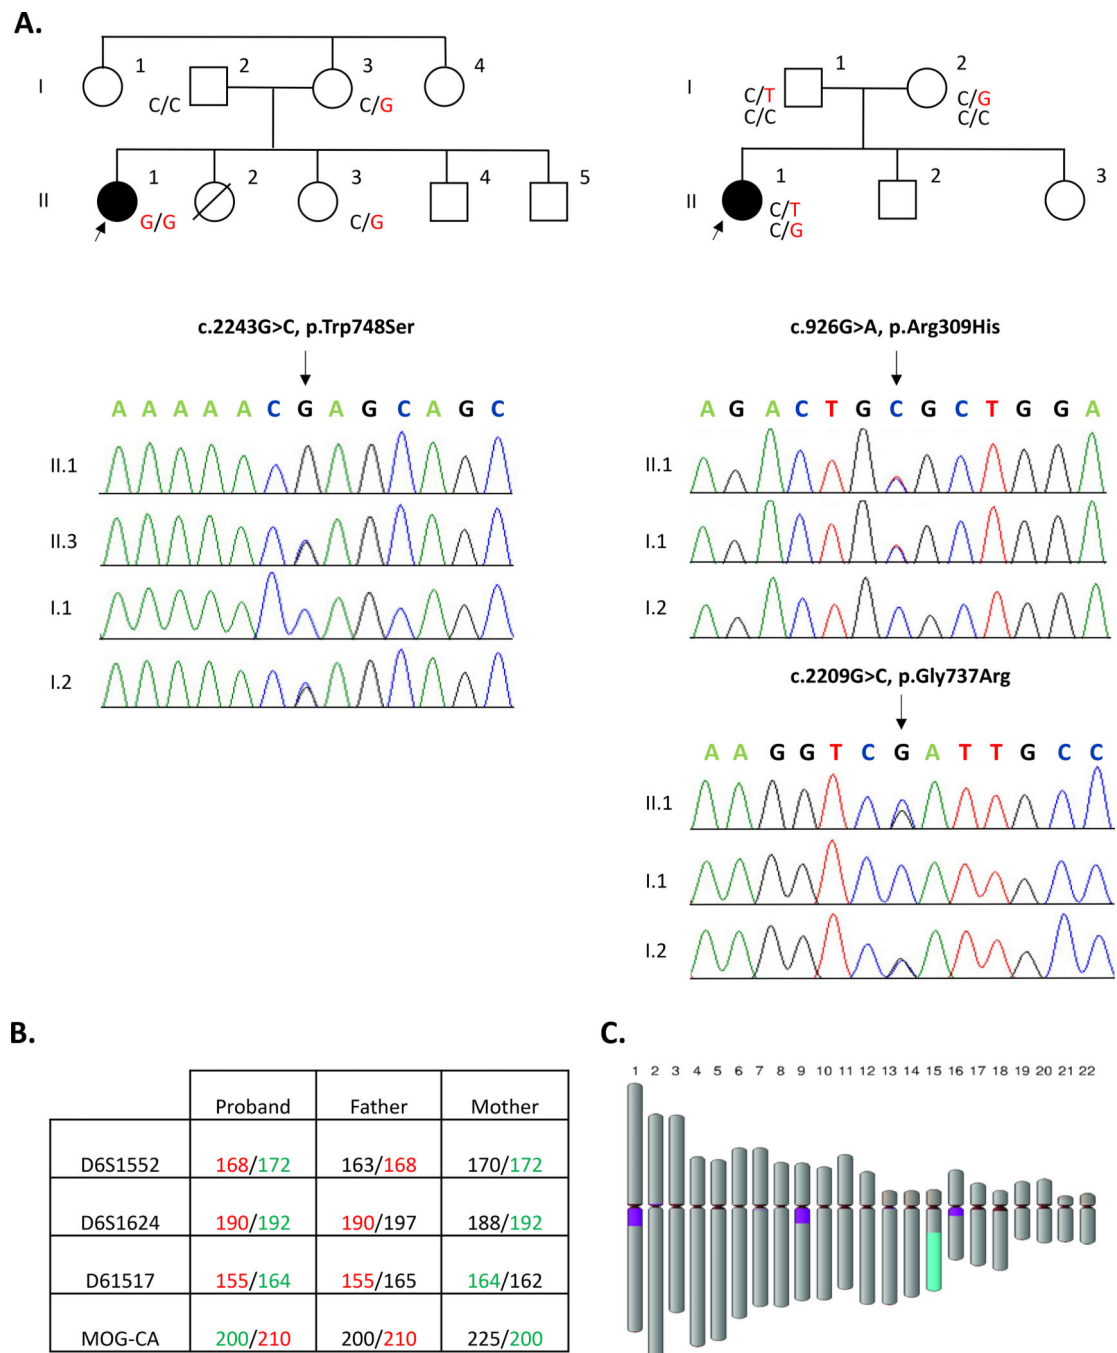 A.
1 2 3 4
I
C/C C/G
1 2 3 4 5
II
G/G C/G
1 2
I
C/T C/G
C/C C/C
1 2 3
II
C/T
C/G
c.2243G>C, p.Trp748Ser
A A A A A C G A G C A G C
II.1
II.3
I.1
I.2
c.926G>A, p.Arg309His
A G A C T G C G C T G G A
II.1
I.1
I.2
c.2209G>C, p.Gly737Arg
A A G G T C G A T T G C C
II.1
I.1
I.2
B.
Proband Father Mother
D6S1552 168/172 163/168 170/172
D6S1624 190/192 190/197 188/192
D61517 155/164 155/165 164/162
MOG-CA 200/210 200/210 225/200
C.
1 2 3 4 5 6 7 8 9 10 11 12 13 14 15 16 17 18 19 20 21 22